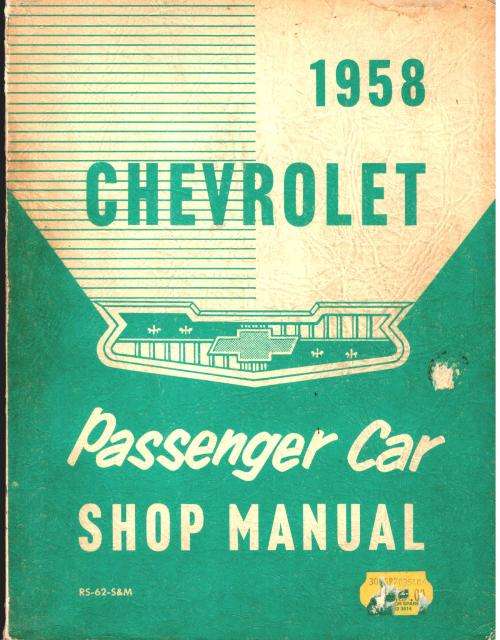 1958
CHEVROLET
Passenger Car
SHOP MANUAL
RS-62-S&M